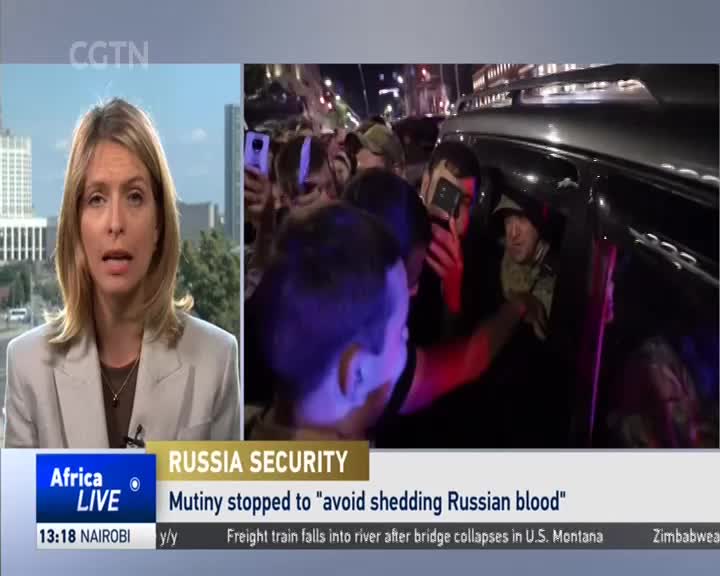 CGTN
RUSSIA SECURITY
Africa
LIVE
Mutiny stopped to "avoid shedding Russian blood"
13:18 NAIROBI
y/y Freight train falls into river after bridge collapses in U.S. Montana Zimbabwea